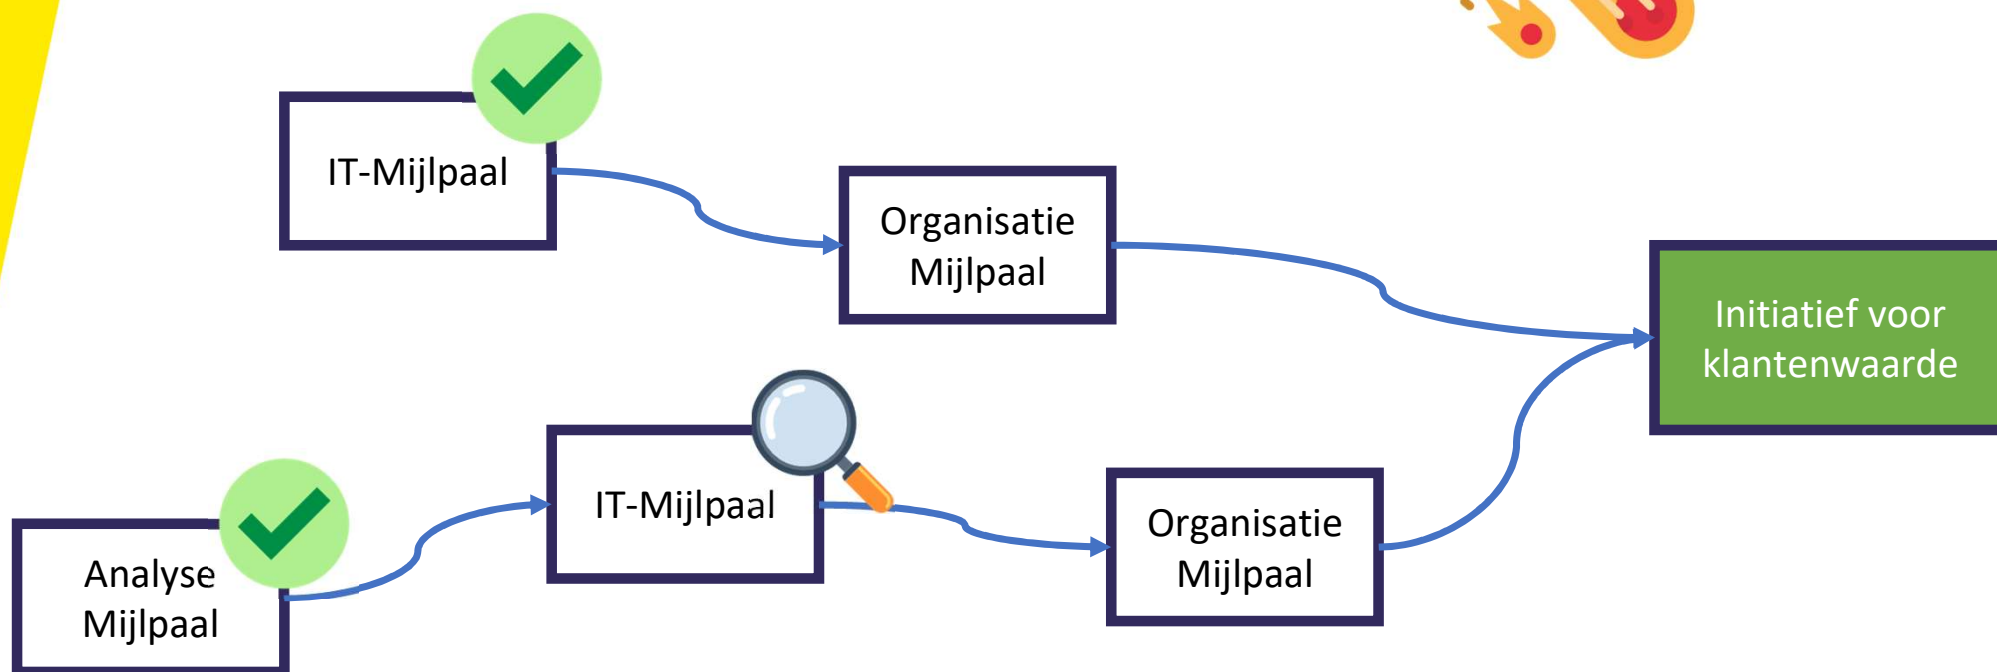 IT-Mijlpaal
Organisatie
Mijlpaal
Initiatief voor
klantenwaarde
IT-Mijlpaal
Organisatie
Mijlpaal
Analyse
Mijlpaal